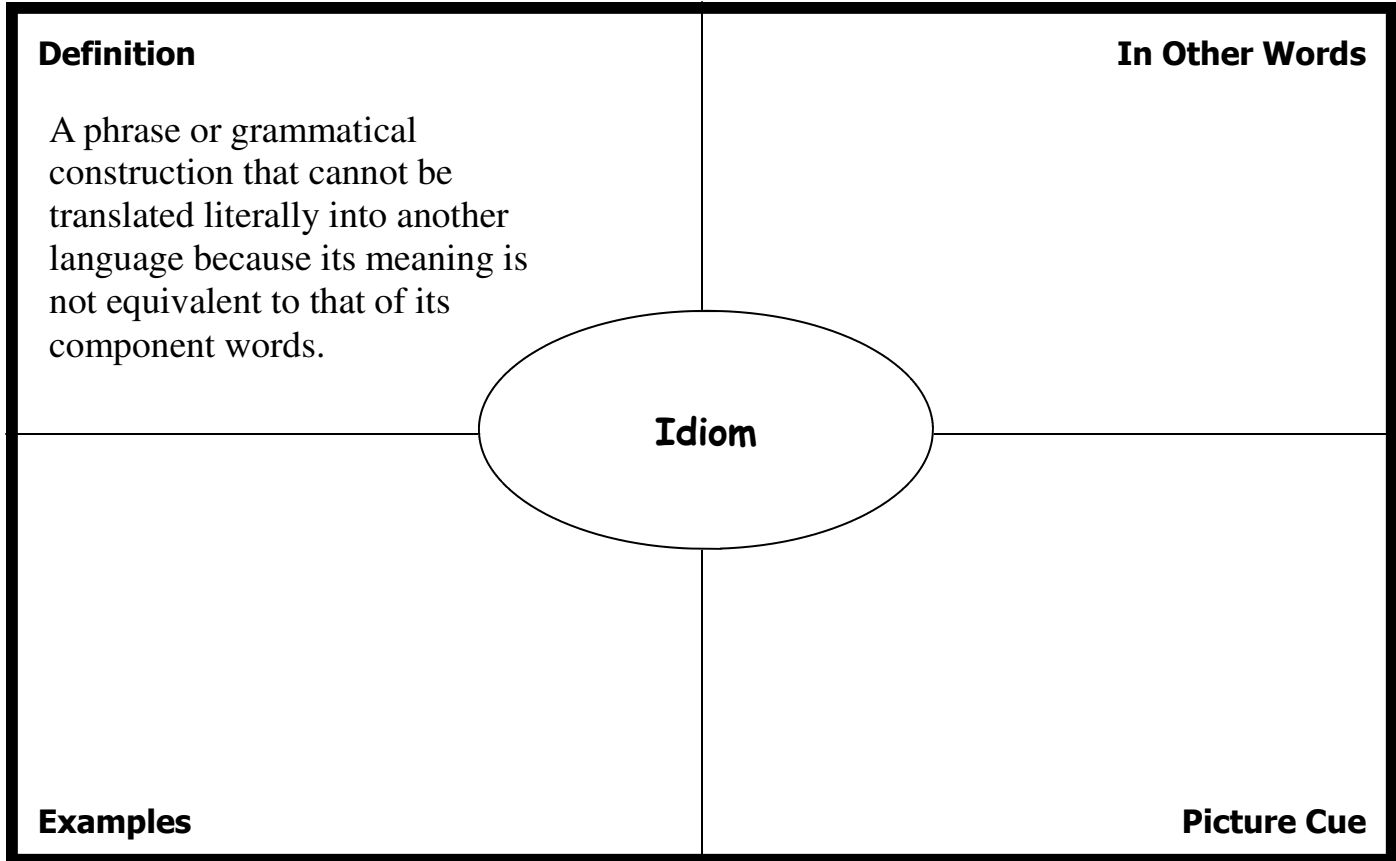 Definition
In Other Words
A phrase or grammatical
construction that cannot be
translated literally into another
language because its meaning is
not equivalent to that of its
component words.
Idiom
Examples
Picture Cue